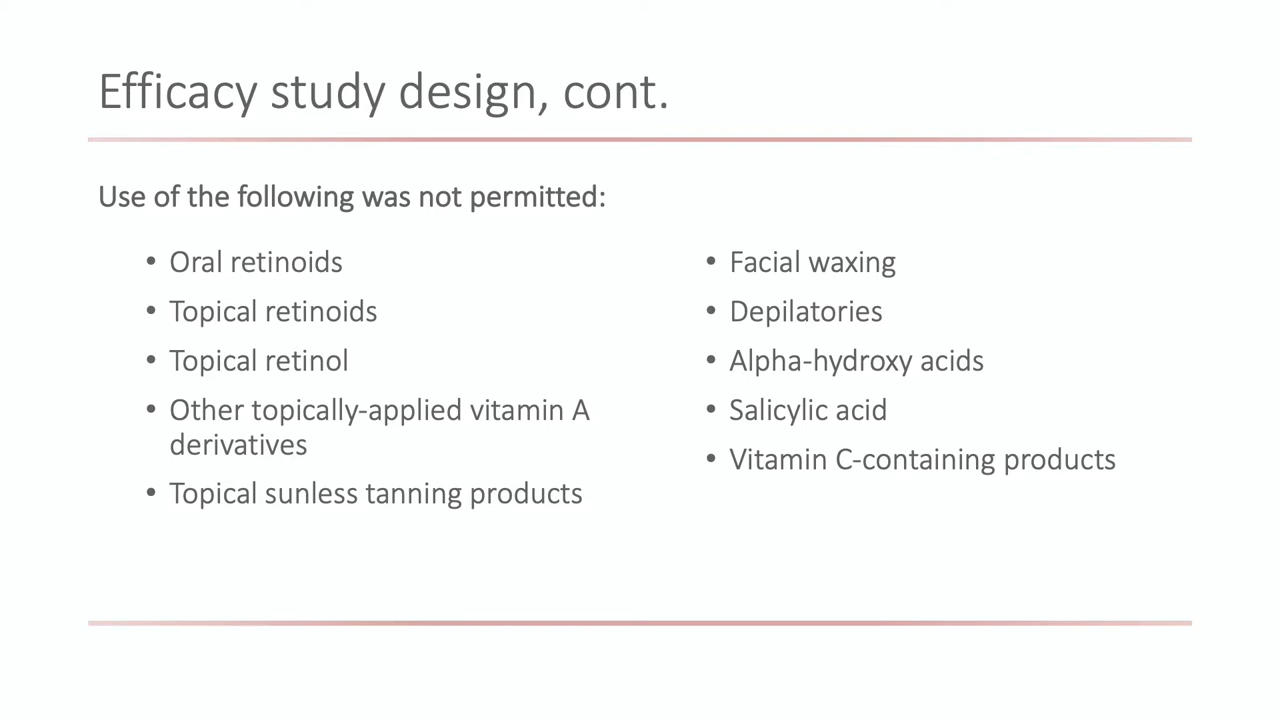 Efficacy study design, cont.
Use of the following was not permitted:
• Oral retinoids
• Topical retinoids
• Topical retinol
• Other topically-applied vitamin A
derivatives
• Topical sunless tanning products
• Facial waxing
• Depilatories
• Alpha-hydroxy acids
• Salicylic acid
• Vitamin C-containing products